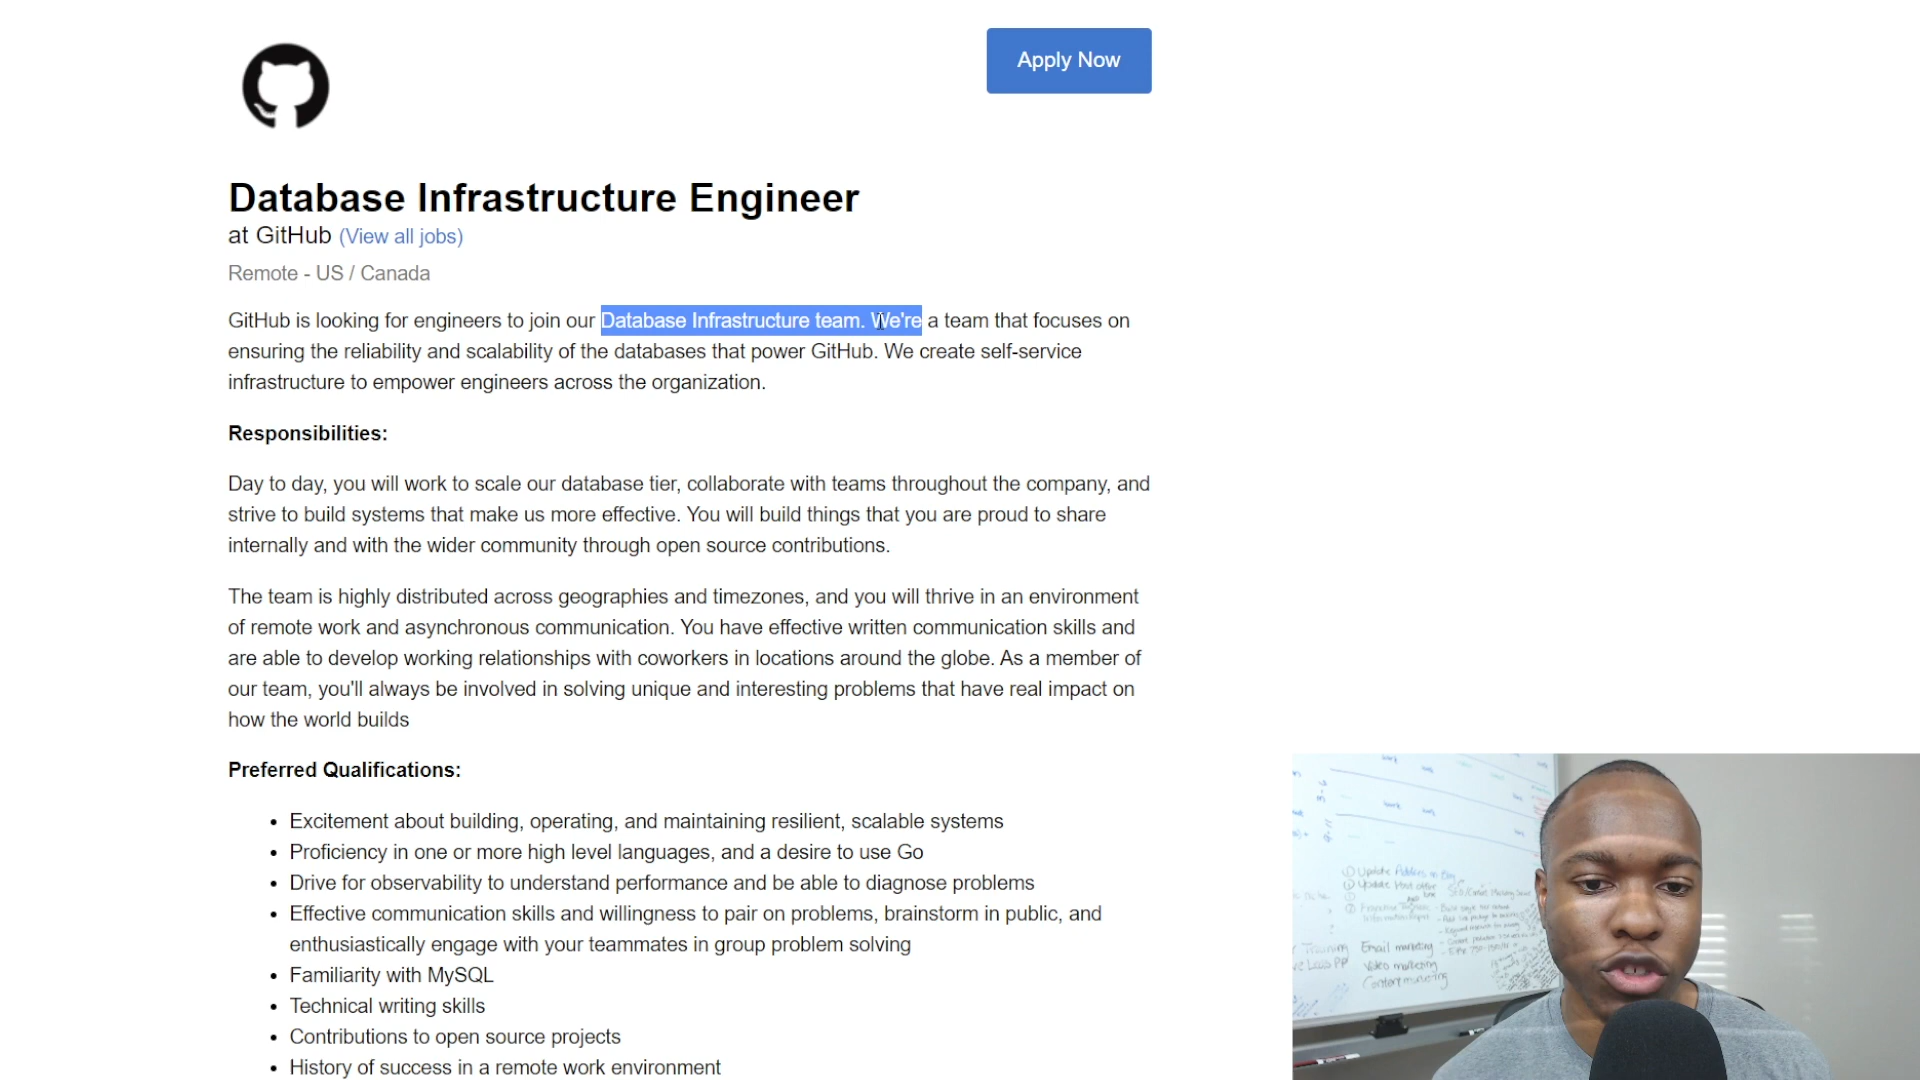 Apply Now
Database Infrastructure Engineer
at GitHub (View all jobs)
Remote - US / Canada
GitHub is looking for engineers to join our Database Infrastructure team. We're a team that focuses on
ensuring the reliability and scalability of the databases that power GitHub. We create self-service
infrastructure to empower engineers across the organization.
Responsibilities:
Day to day, you will work to scale our database tier, collaborate with teams throughout the company, and
strive to build systems that make us more effective. You will build things that you are proud to share
internally and with the wider community through open source contributions.
The team is highly distributed across geographies and timezones, and you will thrive in an environment
of remote work and asynchronous communication. You have effective written communication skills and
are able to develop working relationships with coworkers in locations around the globe. As a member of
our team, you'll always be involved in solving unique and interesting problems that have real impact on
how the world builds
Preferred Qualifications:
• Excitement about building, operating, and maintaining resilient, scalable systems
• Proficiency in one or more high level languages, and a desire to use Go
• Drive for observability to understand performance and be able to diagnose problems
• Effective communication skills and willingness to pair on problems, brainstorm in public, and
enthusiastically engage with your teammates in group problem solving
• Familiarity with MySQL
• Technical writing skills
• Contributions to open source projects
• History of success in a remote work environment
Update
Update
Training Email marketing
Video marketing
Content marketing